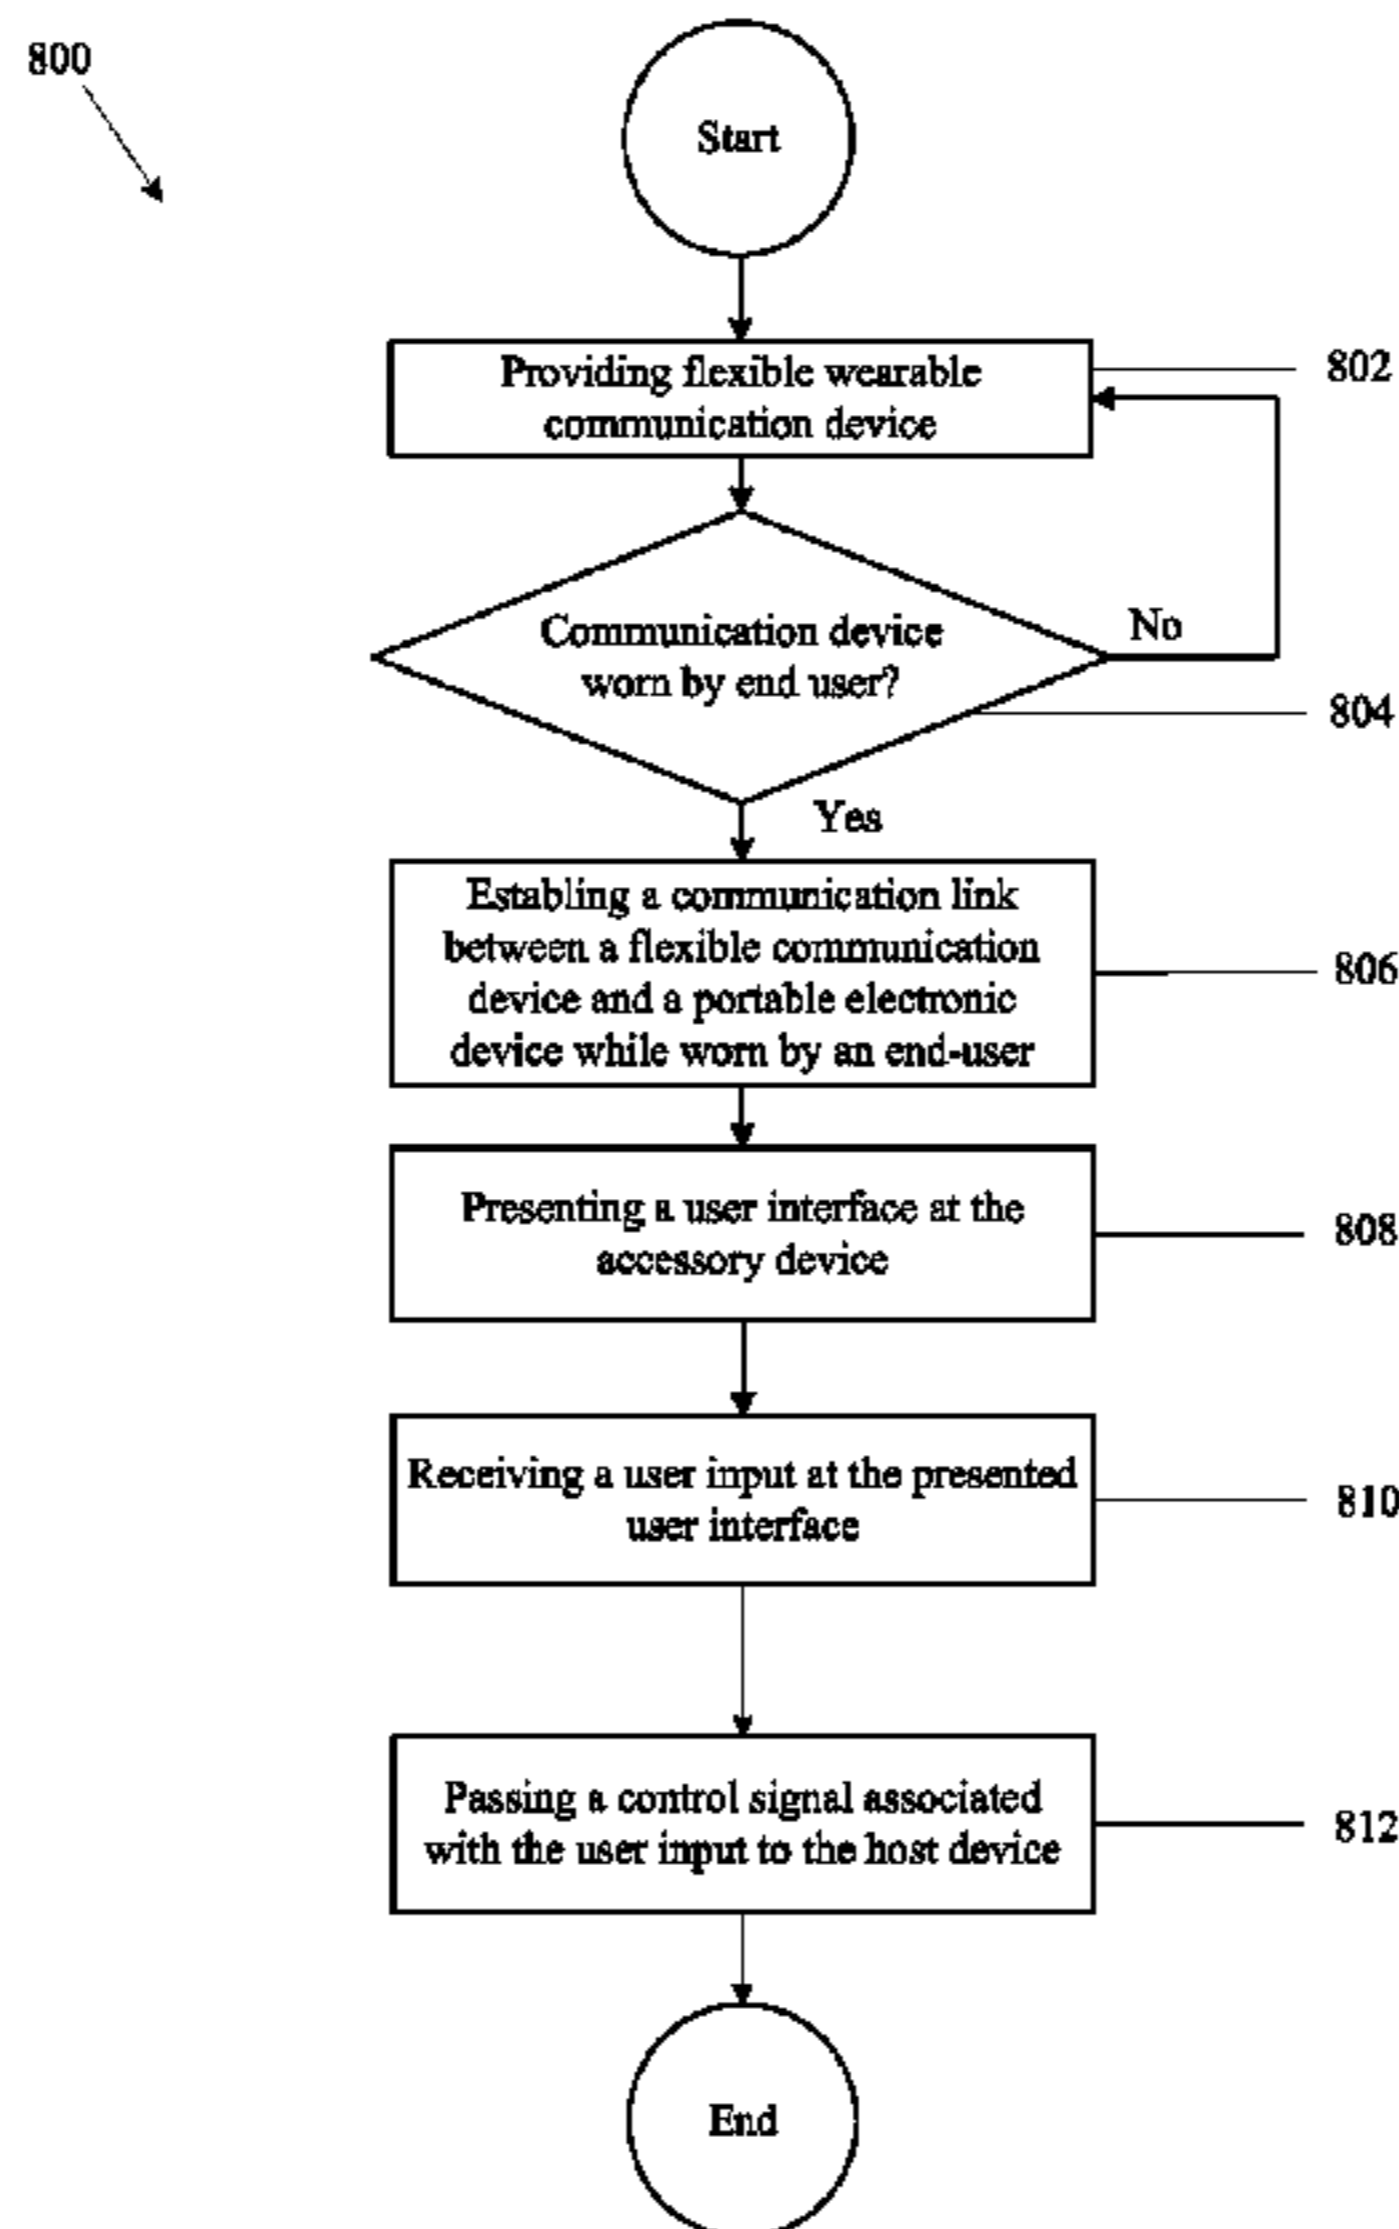 800
Start
Providing flexible wearable
communication device
802
Communication device
worn by end user?
No
804
Yes
Establing a communication link
between a flexible communication
device and a portable electronic
device while worn by an end-user
806
Presenting a user interface at the
accessory device
808
Receiving a user input at the presented
user interface
810
Passing a control signal associated
with the user input to the host device
812
End